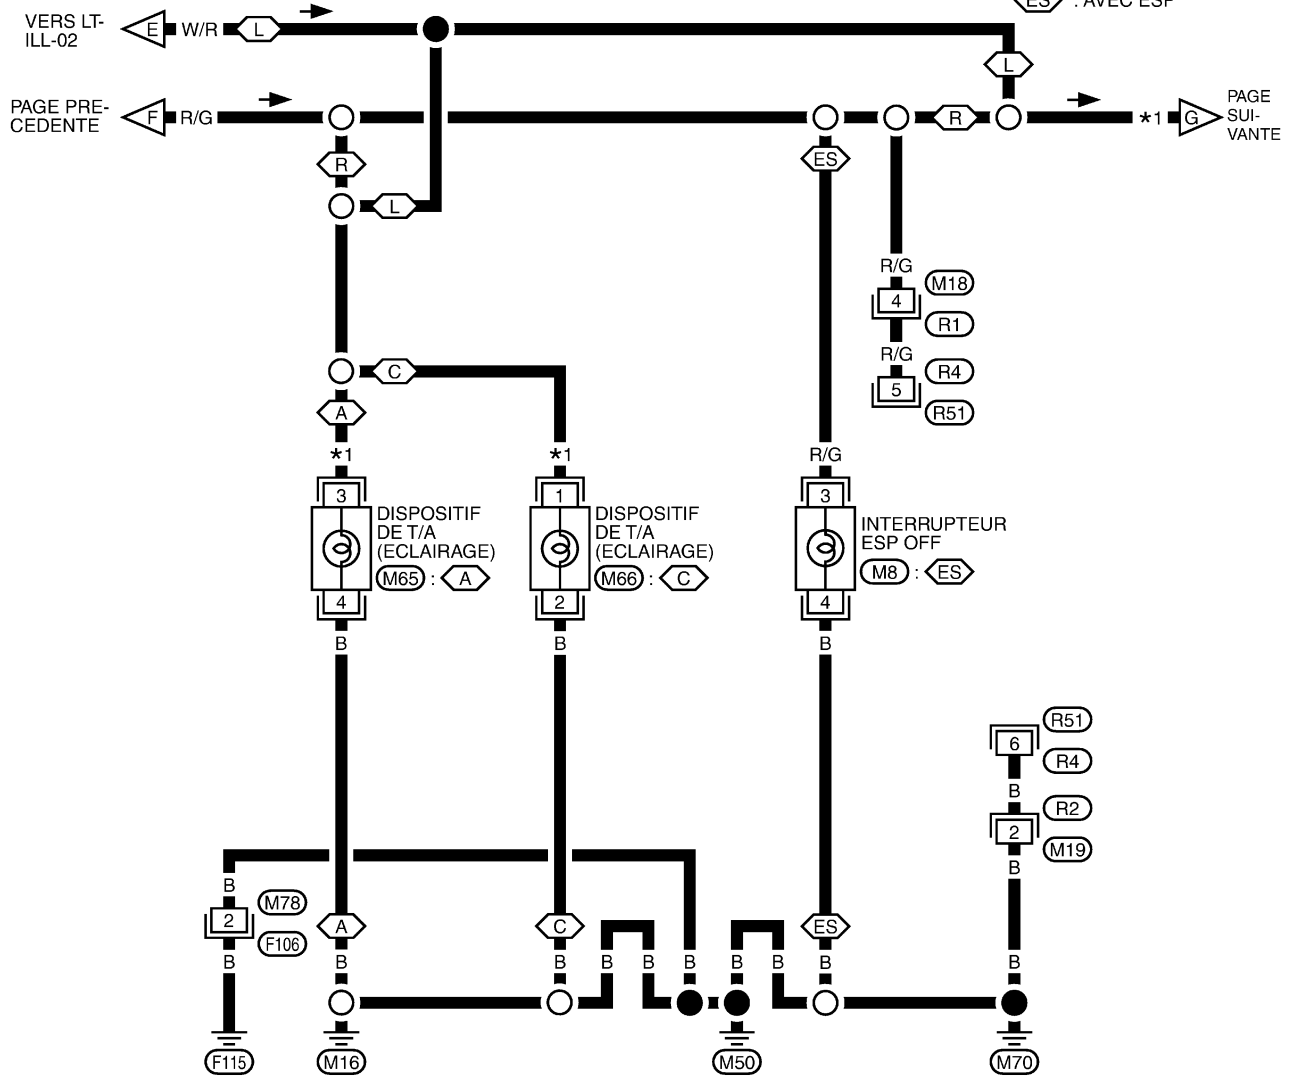 ES : AVEC ESP
VERS LT-
ILL-02
E W/R L
L
PAGE PRE-
CEDENTE
F R/G
R
*1 G
PAGE
SUI-
VANTE
R
ES
L
R/G
4
M18
R1
R/G
5
R4
R51
C
A
*1
*1
R/G
3
1
3
DISPOSITIF
DE T/A
(ECLAIRAGE)
M65 : A
DISPOSITIF
DE T/A
(ECLAIRAGE)
M66 : C
INTERRUPTEUR
ESP OFF
M8 : ES
4
2
4
B
B
B
R51
6
R4
B
R2
2
M19
B
B
M78
2
F106
A
C
ES
B
B
B
B
B
B
B
B
B
B
F115
M16
M50
M70